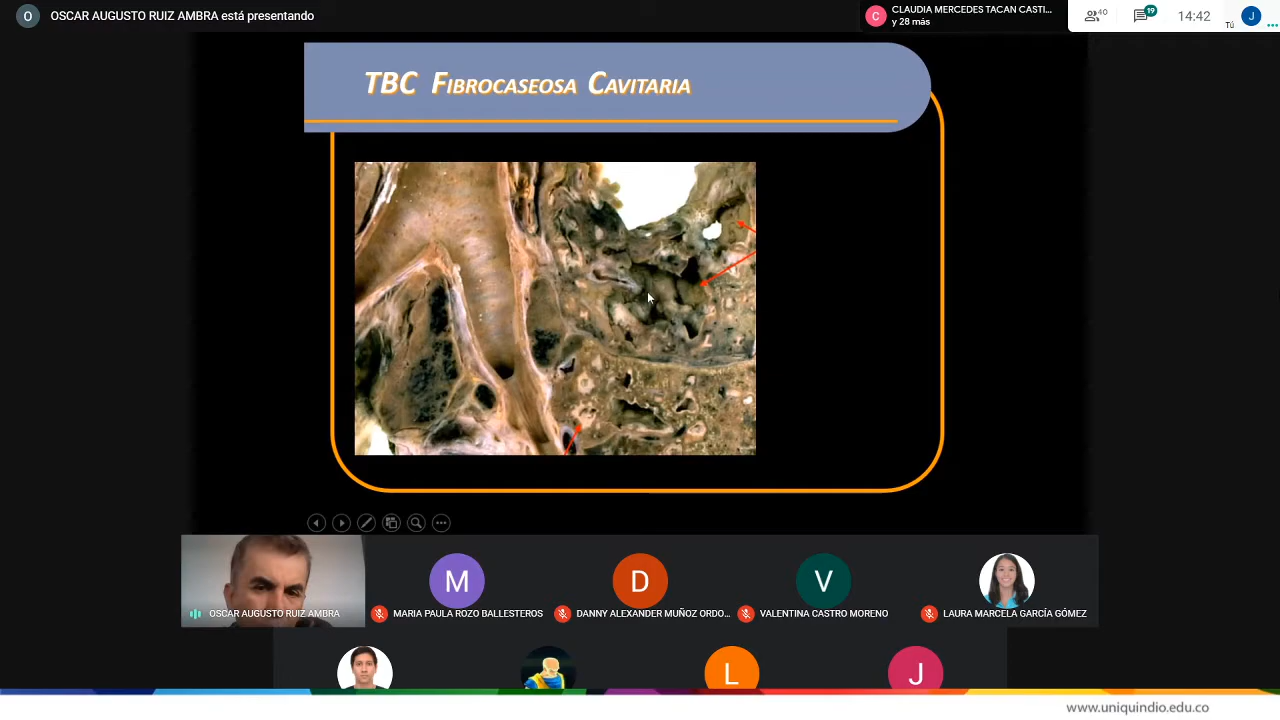 O OSCAR AUGUSTO RUIZ AMBRA está presentando
C CLAUDIA MERCEDES TACAN CASTI...
y 28 más
40
19
14:42
Tú
J
TBC FIBROCASEOSA CAVITARIA
M
D
V
OSCAR AUGUSTO RUIZ AMBRA
MARIA PAULA ROZO BALLESTEROS
DANNY ALEXANDER MUÑOZ ORDO...
VALENTINA CASTRO MORENO
LAURA MARCELA GARCÍA GÓMEZ
L
J
www.uniquindio.edu.co